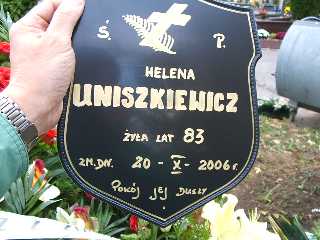 Ś. P.
HELENA
UNISZKIEWICZ
ŻYŁA LAT 83
ZM. DN. 20-X-2006 r.
Pokój Jej Duszy